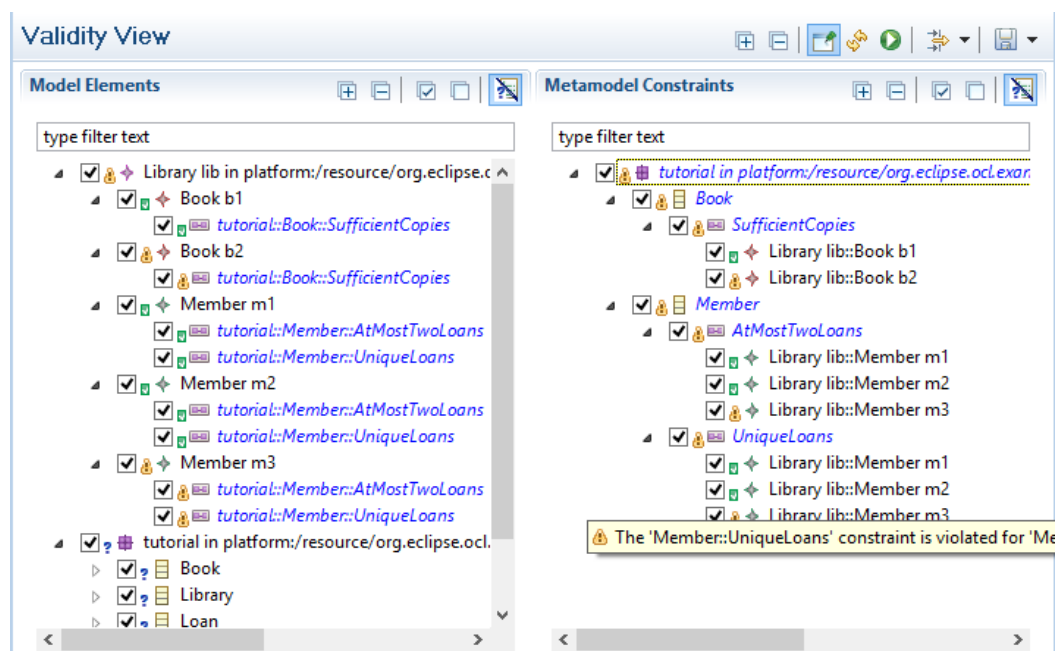 Validity View
Model Elements
type filter text
Library lib in platform:/resource/org.eclipse.c
Book b1
tutorial::Book::SufficientCopies
Book b2
tutorial::Book::SufficientCopies
Member m1
tutorial::Member::AtMostTwoLoans
tutorial::Member::UniqueLoans
Member m2
tutorial::Member::AtMostTwoLoans
tutorial::Member::UniqueLoans
Member m3
tutorial::Member::AtMostTwoLoans
tutorial::Member::UniqueLoans
tutorial in platform:/resource/org.eclipse.ocl.
Book
Library
Loan
Metamodel Constraints
type filter text
tutorial in platform:/resource/org.eclipse.ocl.exan
Book
SufficientCopies
Library lib::Book b1
Library lib::Book b2
Member
AtMostTwoLoans
Library lib::Member m1
Library lib::Member m2
Library lib::Member m3
UniqueLoans
Library lib::Member m1
Library lib::Member m2
Library lib::Member m3
The 'Member::UniqueLoans' constraint is violated for 'Me